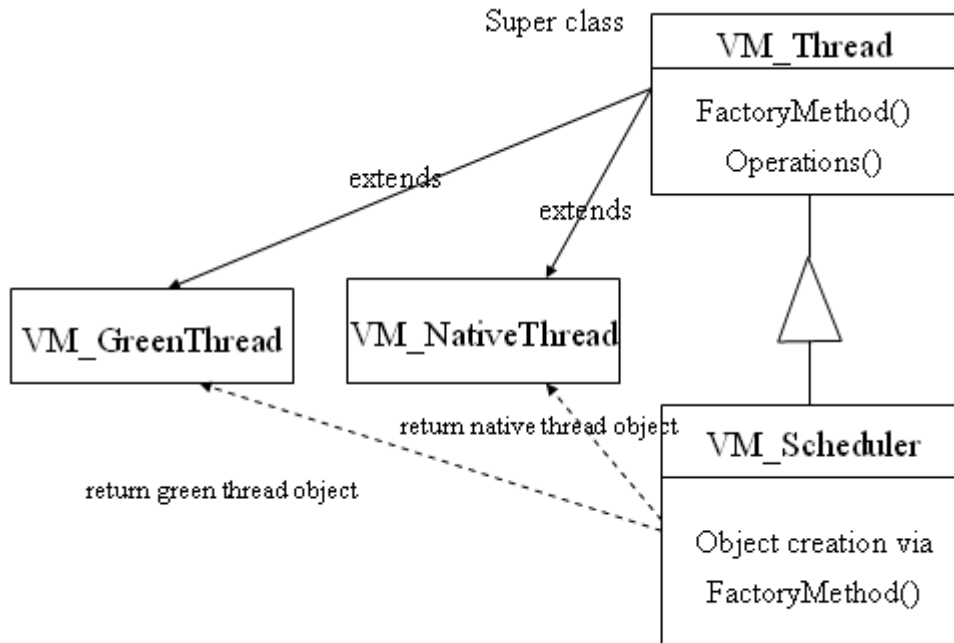 Super class
VM_Thread
FactoryMethod()
Operations()
extends
extends
VM_GreenThread
VM_NativeThread
return native thread object
return green thread object
VM_Scheduler
Object creation via
FactoryMethod()